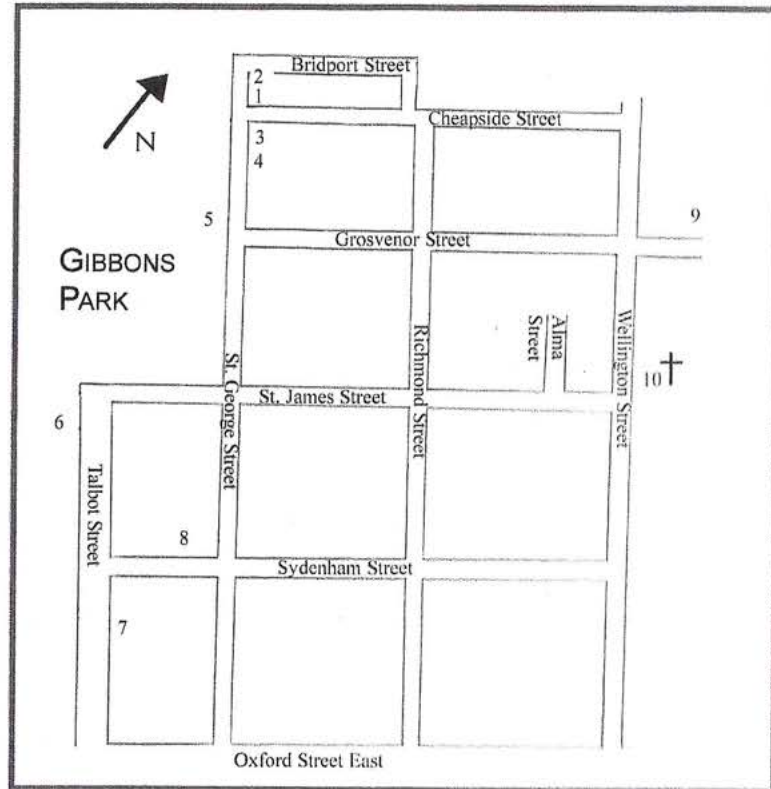 Bridport Street
2
1
Cheapside Street
N
3
4
5
9
Grosvenor Street
GIBBONS
PARK
Alma
Street
Wellington Street
Richmond Street
St. George Street
10
St. James Street
6
Talbot Street
8
Sydenham Street
7
Oxford Street East